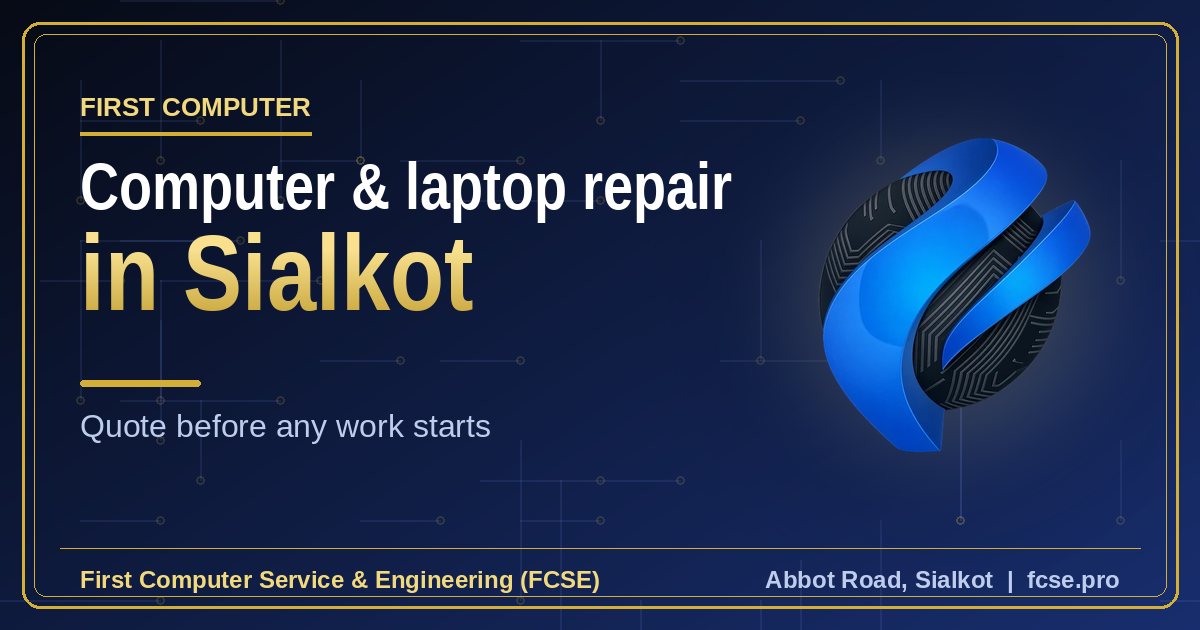 FIRST COMPUTER
Computer & laptop repair
in Sialkot
Quote before any work starts
First Computer Service & Engineering (FCSE)
Abbot Road, Sialkot | fcse.pro